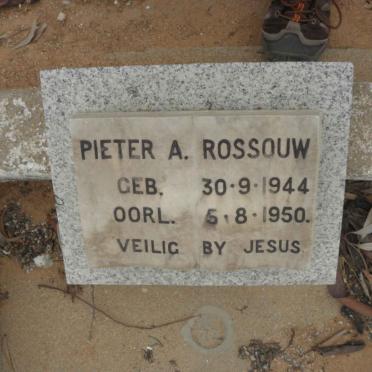 PIETER A. ROSSOUW
GEB. 30·9·1944
OORL. 5·8·1950.
VEILIG BY JESUS